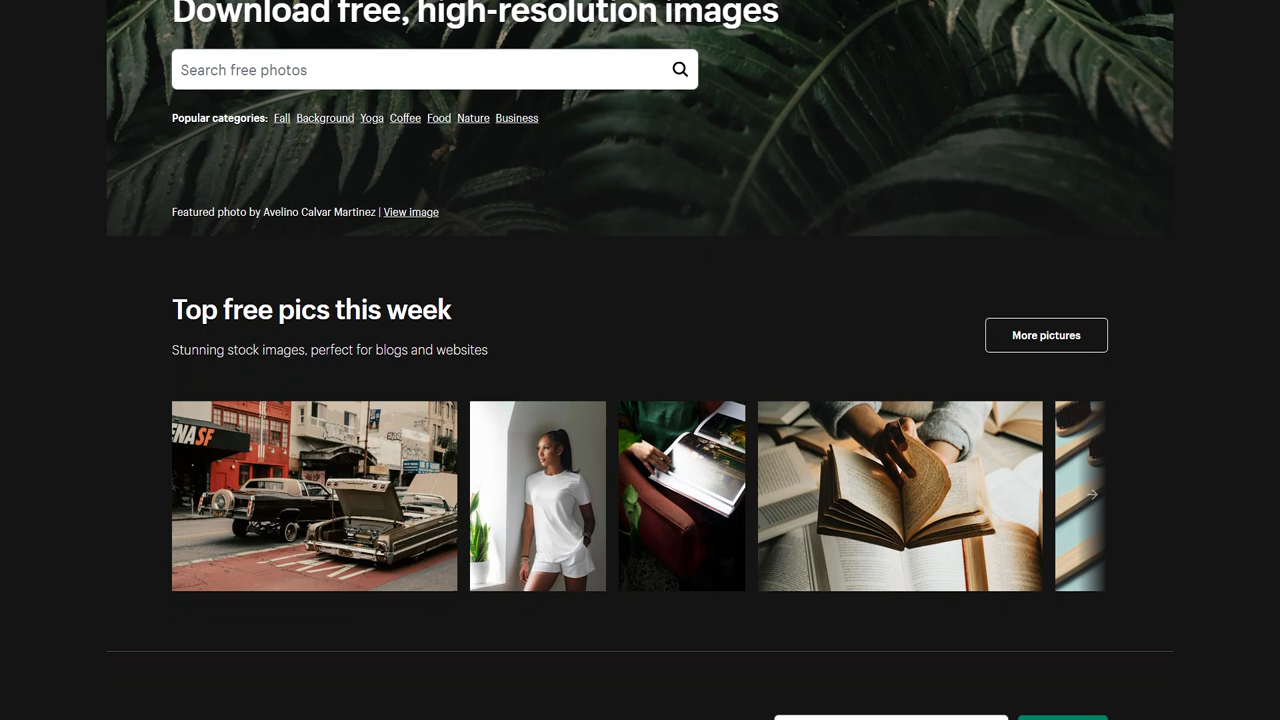 Download free, high-resolution images
Search free photos
Popular categories: Fall Background Yoga Coffee Food Nature Business
Featured photo by Avelino Calvar Martinez | View image
Top free pics this week
Stunning stock images, perfect for blogs and websites
More pictures
ENASF